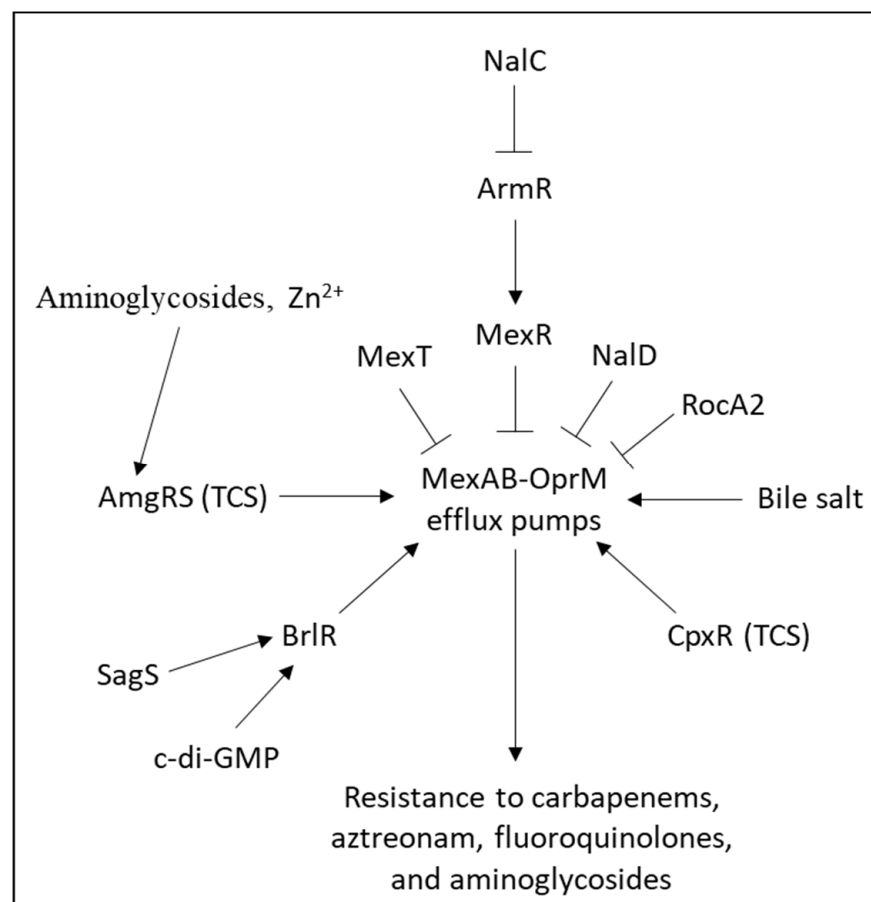 NalC
ArmR
Aminoglycosides, Zn²⁺
MexR
MexT
NalD
RocA2
MexAB-OprM
efflux pumps
AmgRS (TCS)
Bile salt
BrlR
CpxR (TCS)
SagS
c-di-GMP
Resistance to carbapenems,
aztreonam, fluoroquinolones,
and aminoglycosides